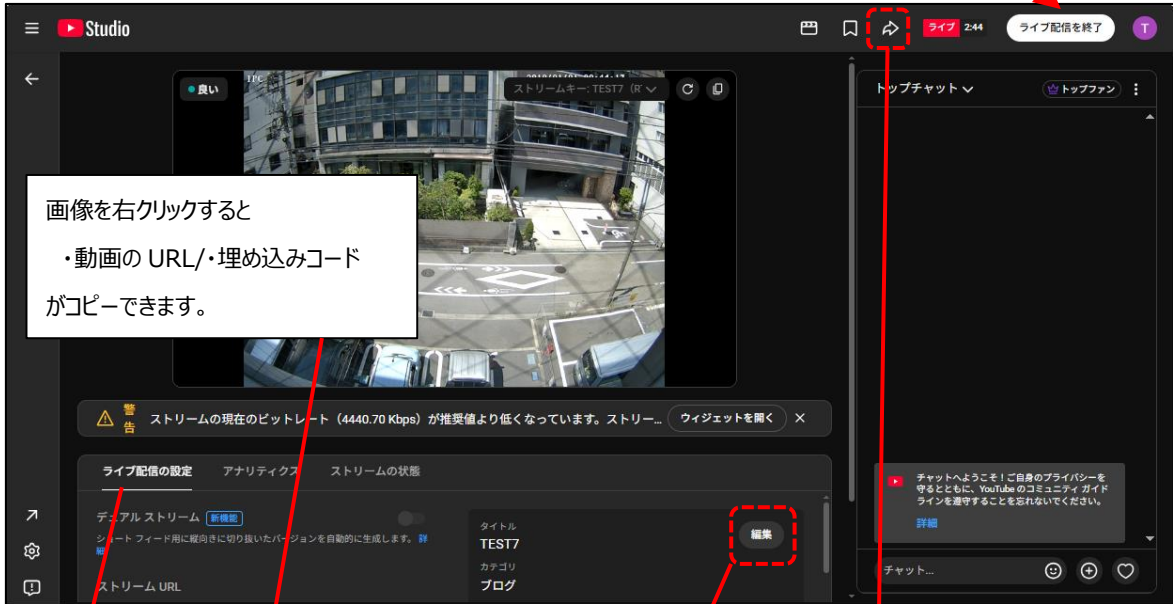 Studio
ライブ 2:44
ライブ配信を終了
T
良い
IPC
ストリームキー: TEST7 (R
トップチャット
トップファン
画像を右クリックすると
・動画の URL/・埋め込みコード
がコピーできます。
警告
ストリームの現在のビットレート（4440.70 Kbps）が推奨値より低くなっています。ストリー...
ウィジェットを開く
ライブ配信の設定 アナリティクス ストリームの状態
デュアル ストリーム 新機能
ショート フィード用に縦向きに切り抜いたバージョンを自動的に生成します。 詳
細
ストリーム URL
タイトル
TEST7
編集
カテゴリ
ブログ
チャットへようこそ！ご自身のプライバシーを
守るとともに、YouTube のコミュニティ ガイド
ラインを遵守することを忘れないでください。
詳細
チャット...